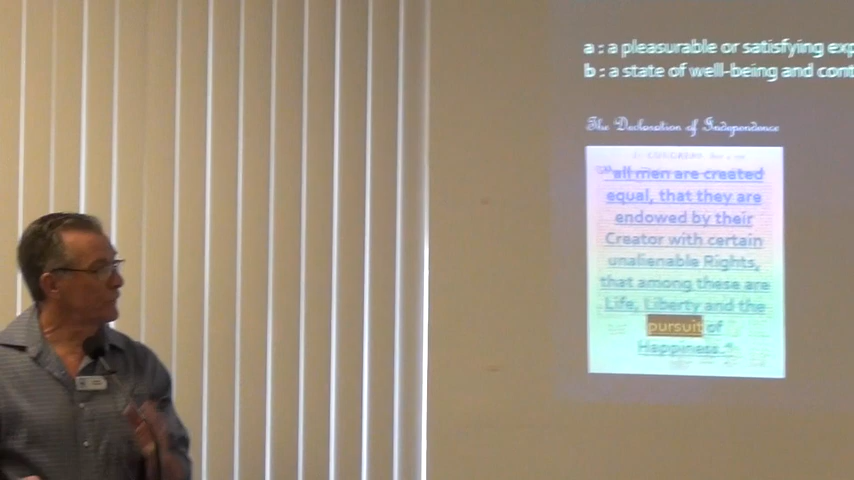 a : a pleasurable or satisfying exp
b : a state of well-being and cont
The Declaration of Independence
CONGRESS
"all men are created
equal, that they are
endowed by their
Creator with certain
unalienable Rights,
that among these are
Life, Liberty and the
pursuit of
Happiness."